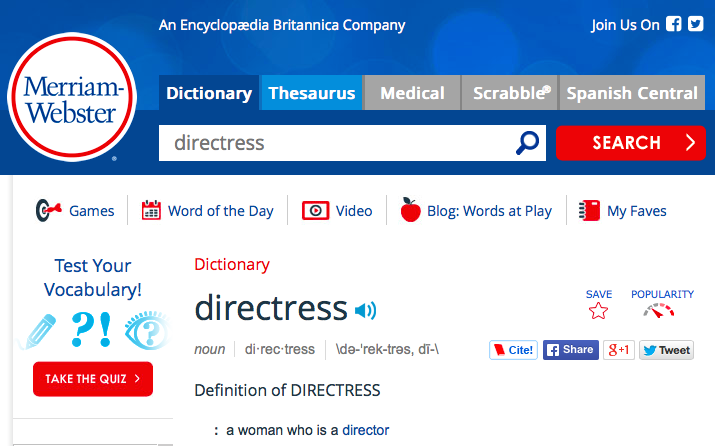 An Encyclopædia Britannica Company
Join Us On
Merriam-
Webster
®
Dictionary
Thesaurus
Medical
Scrabble®
Spanish Central
directress
SEARCH
Games
Word of the Day
Video
Blog: Words at Play
My Faves
Test Your
Vocabulary!
?!
?
TAKE THE QUIZ
Dictionary
directress
SAVE
POPULARITY
noun
di·rec·tress
\də-ˈrek-trəs, dī-\
Cite!
f Share
g+1
Tweet
Definition of DIRECTRESS
: a woman who is a director